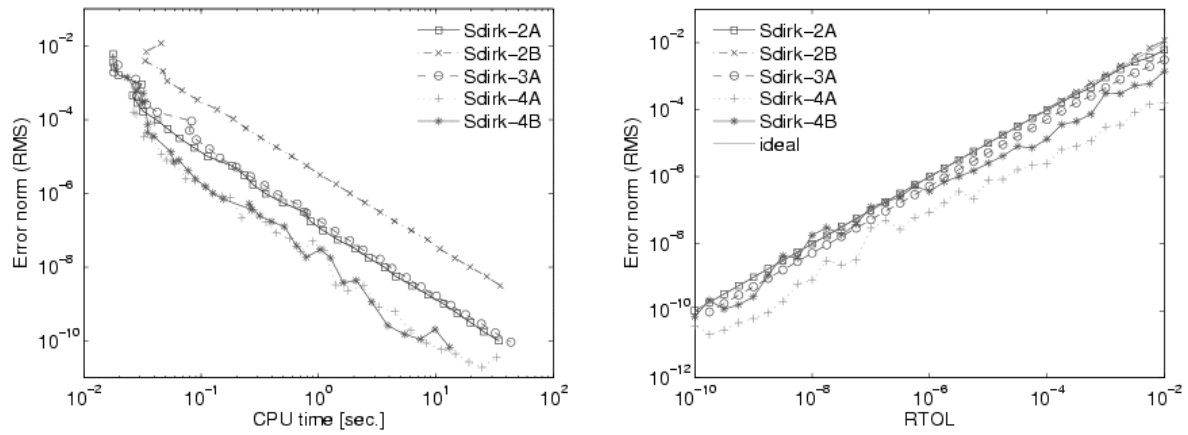 Error norm (RMS)
10^-2
10^-4
10^-6
10^-8
10^-10
10^-2
10^-1
10^0
10^1
10^2
CPU time [sec.]
Sdirk-2A
Sdirk-2B
Sdirk-3A
Sdirk-4A
Sdirk-4B
Error norm (RMS)
10^-2
10^-4
10^-6
10^-8
10^-10
10^-12
10^-10
10^-8
10^-6
10^-4
10^-2
RTOL
Sdirk-2A
Sdirk-2B
Sdirk-3A
Sdirk-4A
Sdirk-4B
ideal